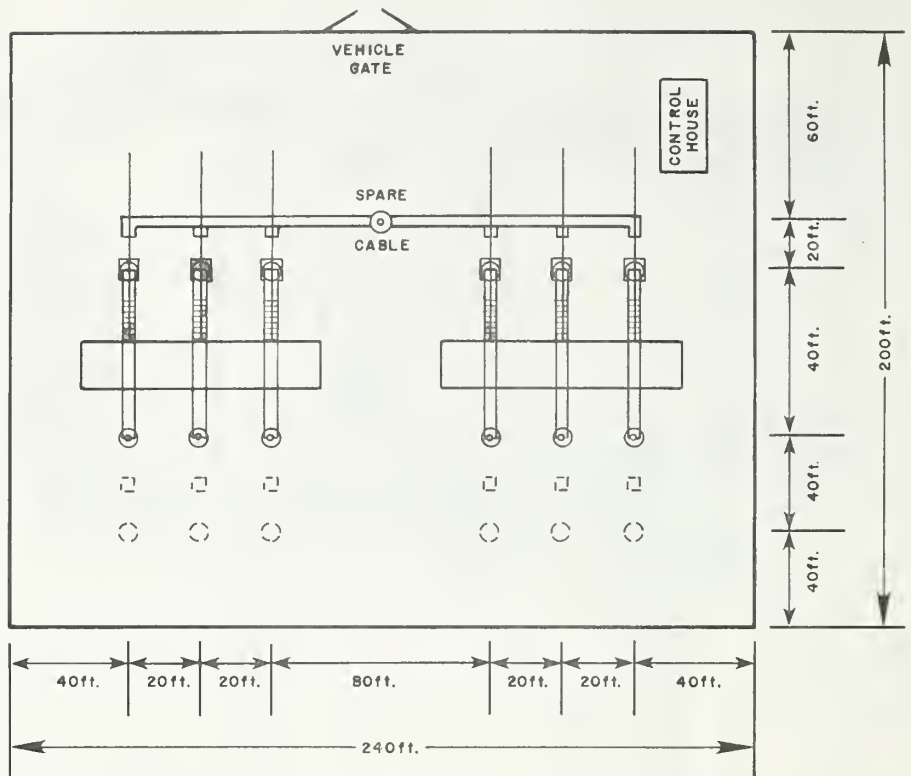 VEHICLE
GATE
CONTROL
HOUSE
SPARE
CABLE
60ft.
20ft.
40ft.
40ft.
40ft.
200ft.
40ft.
20ft.
20ft.
80ft.
20ft.
20ft.
40ft.
240ft.